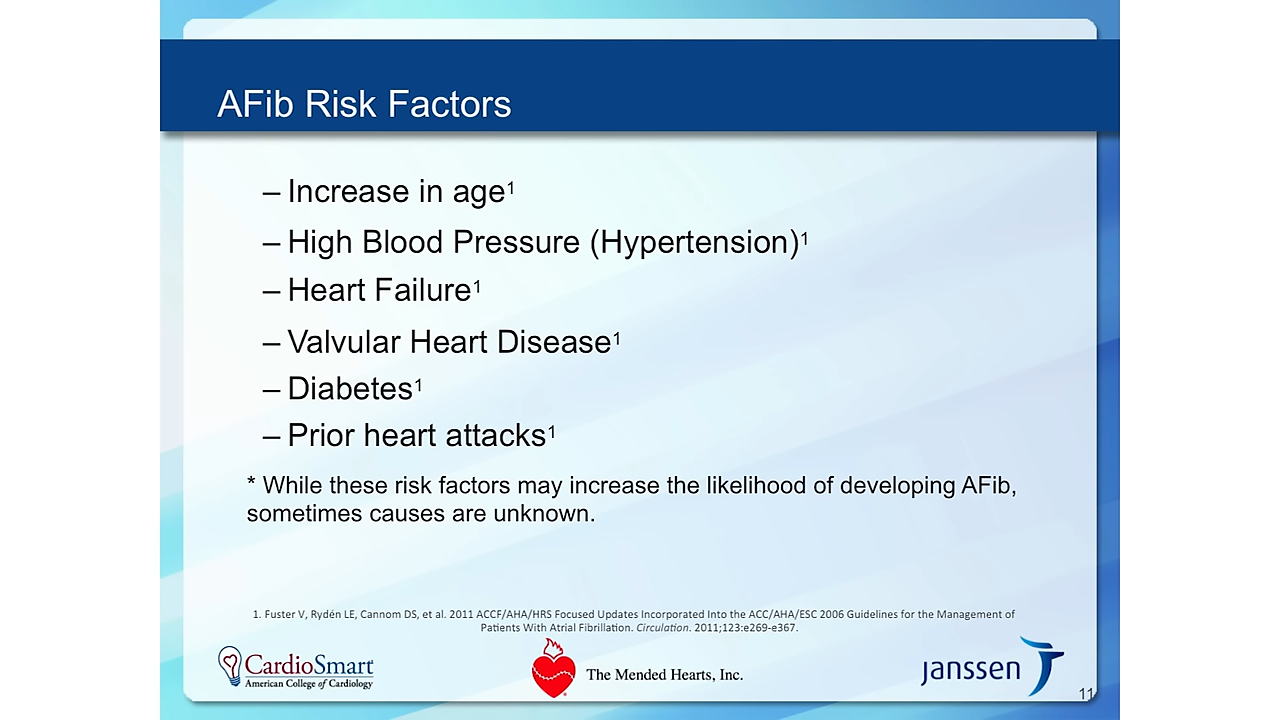 AFib Risk Factors
– Increase in age¹
– High Blood Pressure (Hypertension)¹
– Heart Failure¹
– Valvular Heart Disease¹
– Diabetes¹
– Prior heart attacks¹
* While these risk factors may increase the likelihood of developing AFib,
sometimes causes are unknown.
1. Fuster V, Rydén LE, Cannom DS, et al. 2011 ACCF/AHA/HRS Focused Updates Incorporated Into the ACC/AHA/ESC 2006 Guidelines for the Management of
Patients With Atrial Fibrillation. Circulation. 2011;123:e269-e367.
CardioSmart
American College of Cardiology
The Mended Hearts, Inc.
janssen
11